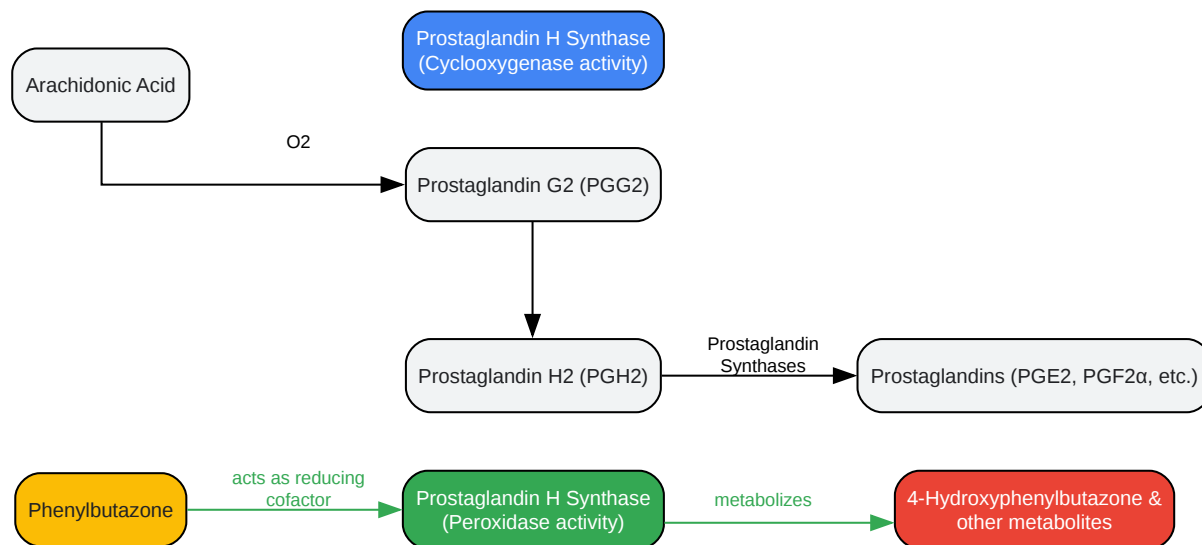 Prostaglandin H Synthase
(Cyclooxygenase activity)
Arachidonic Acid
O2
Prostaglandin G2 (PGG2)
Prostaglandin H2 (PGH2)
Prostaglandin
Synthases
Prostaglandins (PGE2, PGF2α, etc.)
Phenylbutazone
acts as reducing
cofactor
Prostaglandin H Synthase
(Peroxidase activity)
metabolizes
4-Hydroxyphenylbutazone &
other metabolites